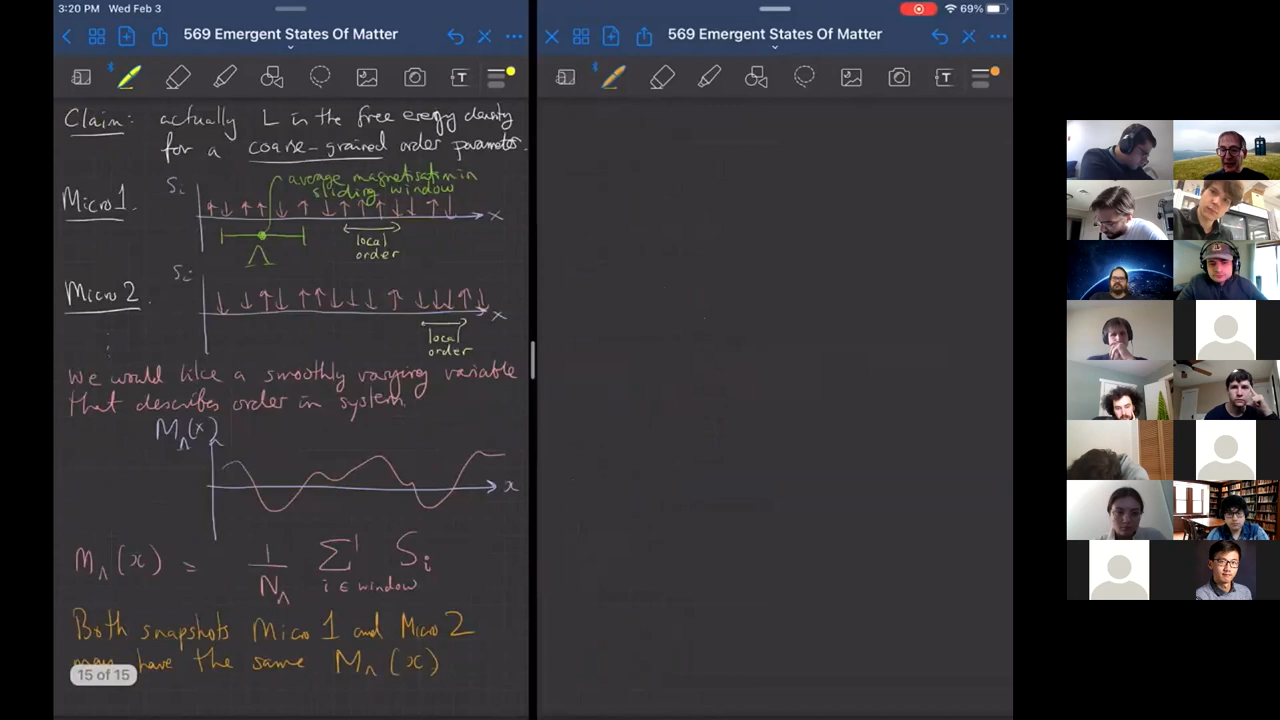 3:20 PM Wed Feb 3
69%
569 Emergent States Of Matter
569 Emergent States Of Matter
Claim: actually L is the free energy density
for a coarse-grained order parameter.
Micro 1.
Si
average magnetisation in
sliding window
x
Λ
local
order
Micro 2.
Si
x
local
order
We would like a smoothly varying variable
that describes order in system.
MΛ(x)
x
MΛ(x) = 1/NΛ Σ' Si
i ∈ window
Both snapshots Micro 1 and Micro 2
may have the same MΛ(x)
15 of 15